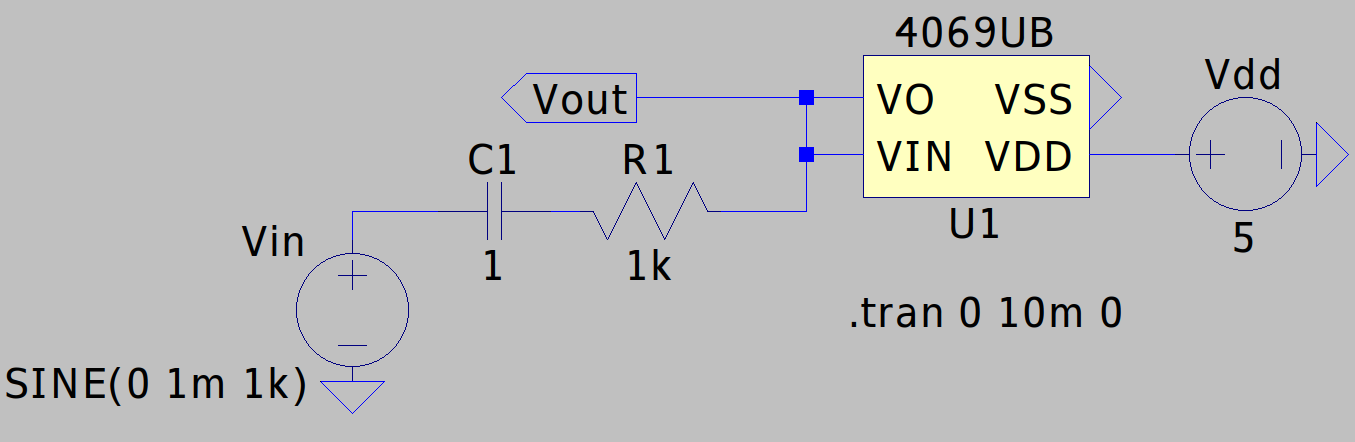 4069UB
Vdd
Vout
VO VSS
VIN VDD
C1 R1
U1
Vin
1 1k
5
.tran 0 10m 0
SINE(0 1m 1k)